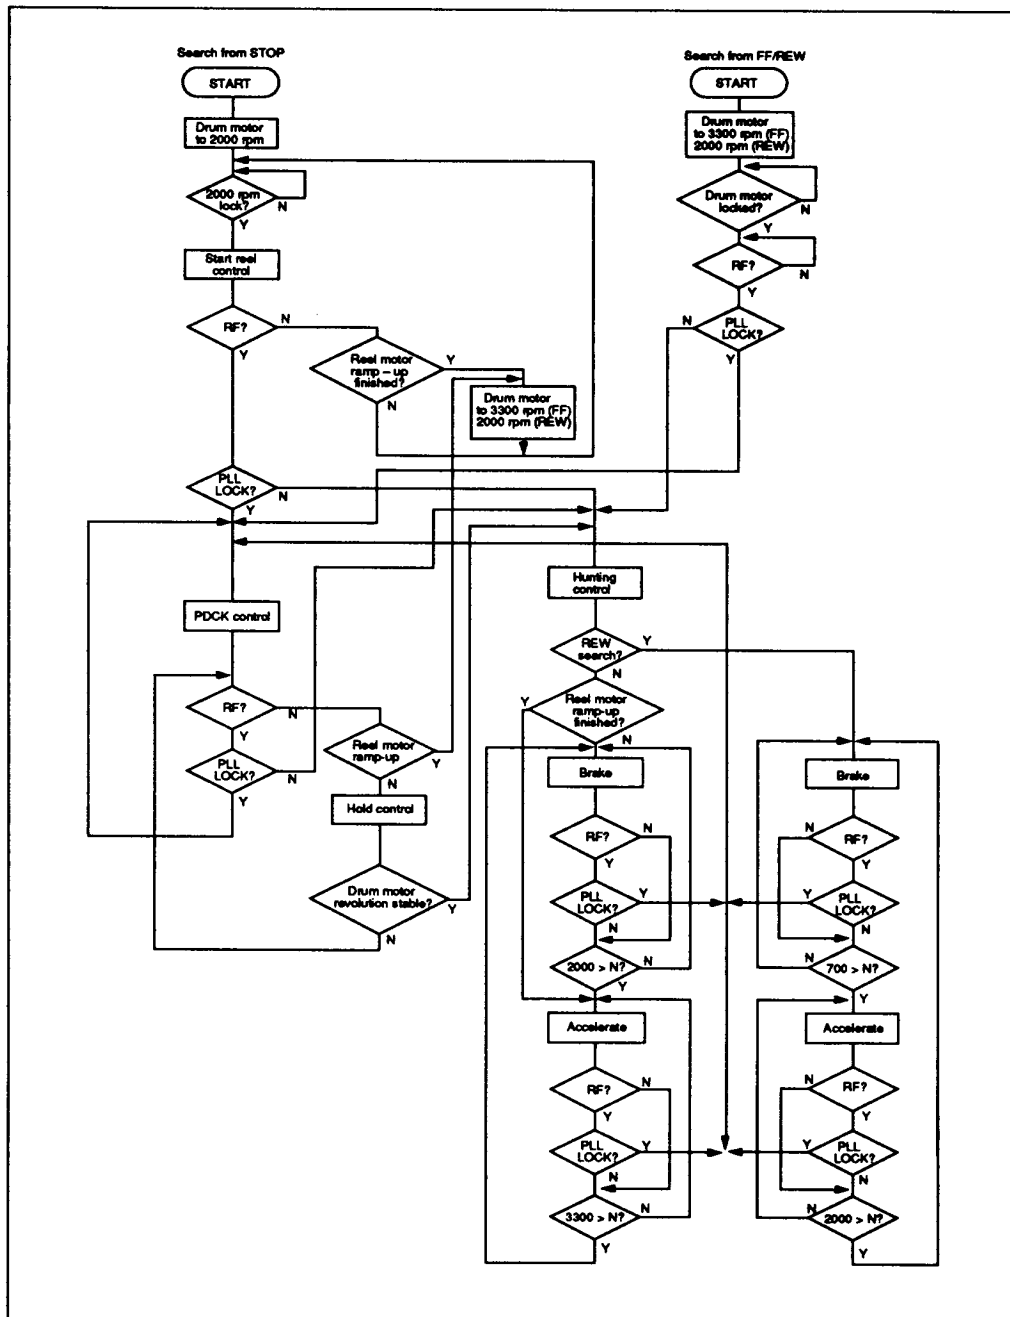 Search from STOP
START
Drum motor
to 2000 rpm
2000 rpm
lock?
N
Y
Start reel
control
RF?
N
Y
Reel motor
ramp – up
finished?
Y
N
Drum motor
to 3300 rpm (FF)
2000 rpm (REW)
PLL
LOCK?
N
Y
PDCK control
RF?
N
Y
PLL
LOCK?
N
Y
Reel motor
ramp-up
Y
N
Hold control
Drum motor
revolution stable?
Y
N
Search from FF/REW
START
Drum motor
to 3300 rpm (FF)
2000 rpm (REW)
Drum motor
locked?
N
Y
RF?
N
Y
N
PLL
LOCK?
Y
Hunting
control
REW
search?
Y
N
Y
Reel motor
ramp-up
finished?
N
Brake
RF?
N
Y
PLL
LOCK?
Y
N
2000 > N?
N
Y
Accelerate
RF?
N
Y
PLL
LOCK?
Y
N
3300 > N?
N
Y
Brake
N
RF?
Y
Y
PLL
LOCK?
N
N
700 > N?
Y
Accelerate
N
RF?
Y
Y
PLL
LOCK?
N
N
2000 > N?
Y